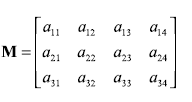 M = [ a₁₁ a₁₂ a₁₃ a₁₄
a₂₁ a₂₂ a₂₃ a₂₄
a₃₁ a₃₂ a₃₃ a₃₄ ]